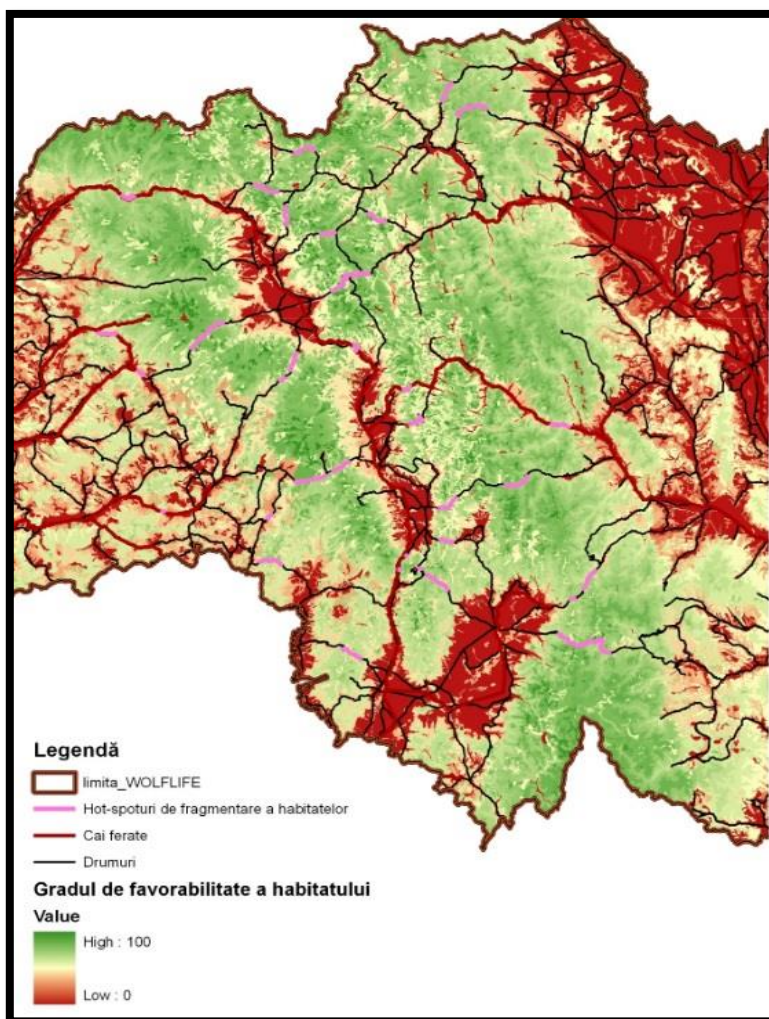 Legendă
limita_WOLFLIFE
Hot-spoturi de fragmentare a habitatelor
Cai ferate
Drumuri
Gradul de favorabilitate a habitatului
Value
High : 100
Low : 0